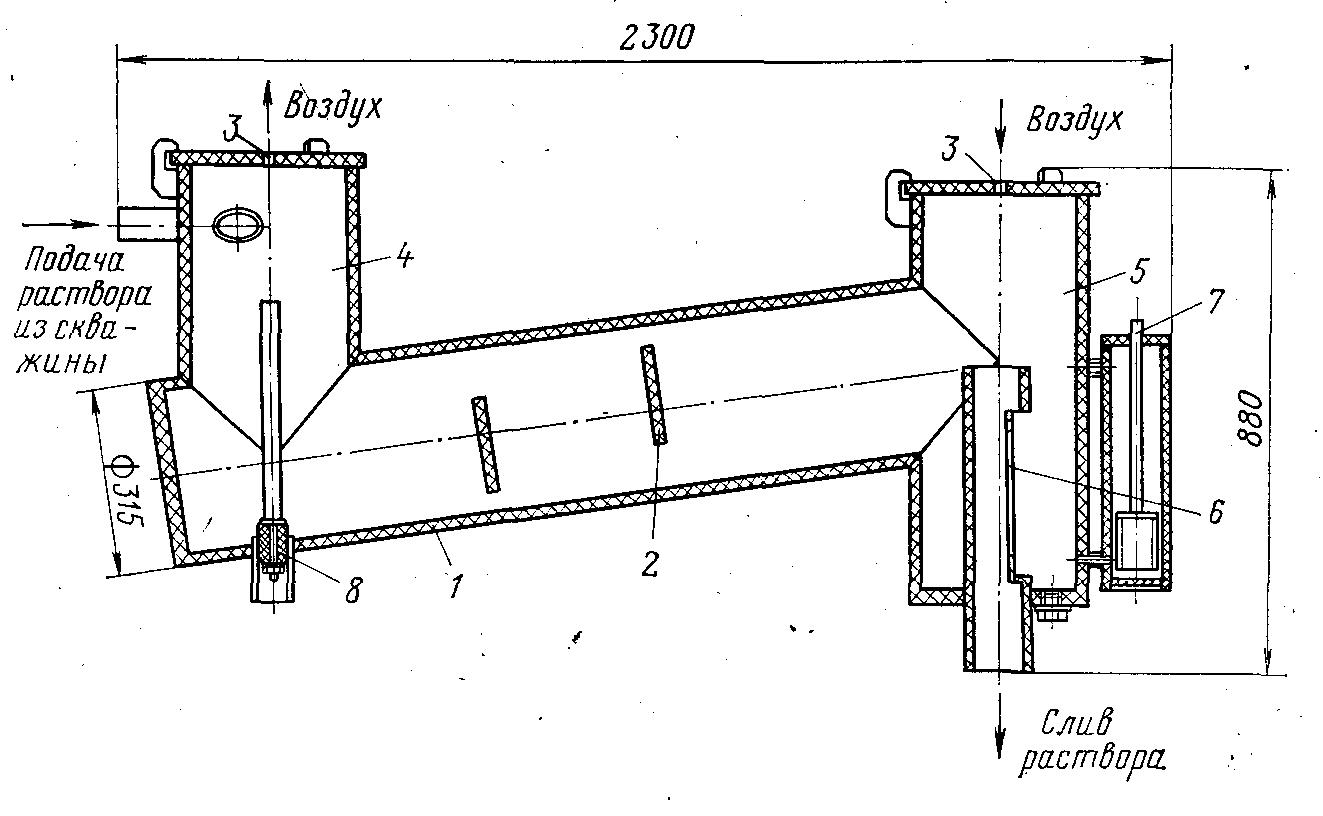 2300
Воздух
Воздух
3
3
Подача
раствора
из сква-
жины
4
5
7
880
Ф315
6
2
1
8
Слив
раствора